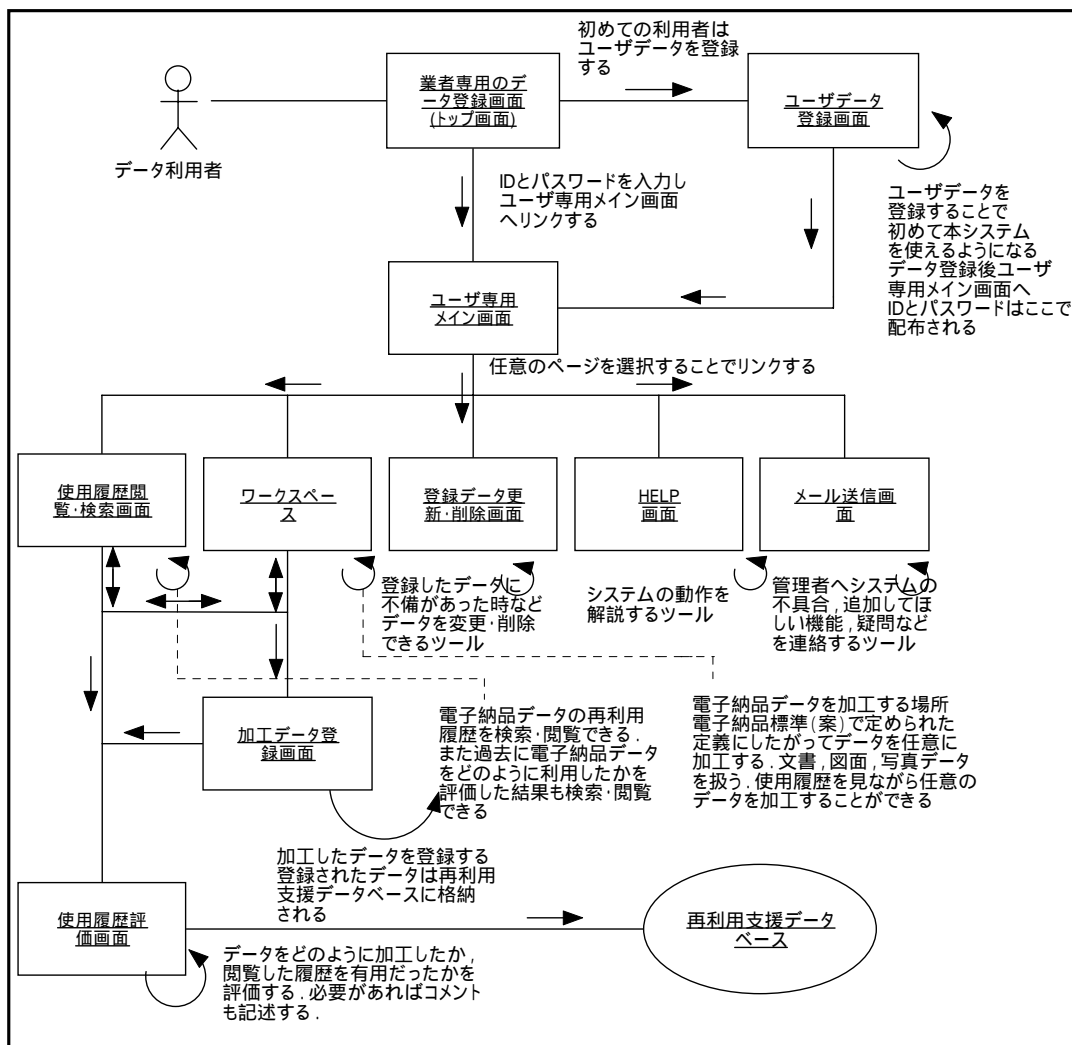 初めての利用者は
ユーザデータを登録
する
業者専用のデ
ータ登録画面
(トップ画面)
ユーザデータ
登録画面
データ利用者
IDとパスワードを入力し
ユーザ専用メイン画面
へリンクする
ユーザデータを
登録することで
初めて本システム
を使えるようになる
データ登録後ユーザ
専用メイン画面へ
IDとパスワードはここで
配布される
ユーザ専用
メイン画面
任意のページを選択することでリンクする
使用履歴閲
覧・検索画面
ワークスペー
ス
登録データ更
新・削除画面
HELP
画面
メール送信画
面
登録したデータに
不備があった時など
データを変更・削除
できるツール
システムの動作を
解説するツール
管理者へシステムの
不具合,追加してほ
しい機能,疑問など
を連絡するツール
加工データ登
録画面
電子納品データの再利用
履歴を検索・閲覧できる.
また過去に電子納品データ
をどのように利用したかを
評価した結果も検索・閲覧
できる
電子納品データを加工する場所
電子納品標準(案)で定められた
定義にしたがってデータを任意に
加工する.文書,図面,写真データ
を扱う.使用履歴を見ながら任意の
データを加工することができる
加工したデータを登録する
登録されたデータは再利用
支援データベースに格納
される
使用履歴評
価画面
再利用支援データ
ベース
データをどのように加工したか,
閲覧した履歴を有用だったかを
評価する.必要があればコメント
も記述する.